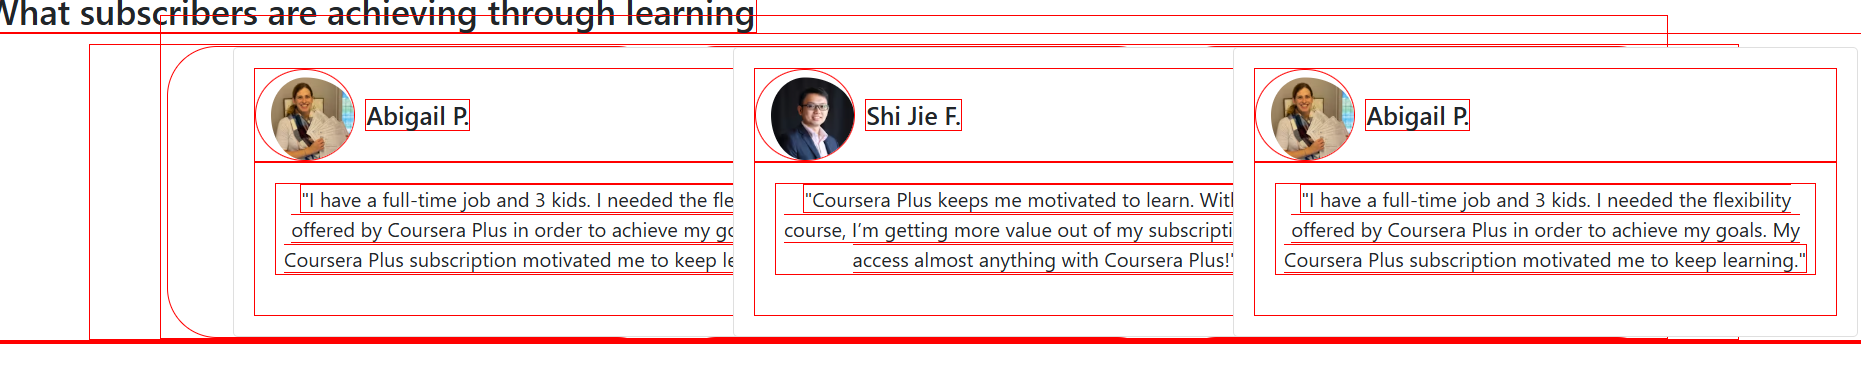 What subscribers are achieving through learning
Abigail P.
"I have a full-time job and 3 kids. I needed the fle
offered by Coursera Plus in order to achieve my go
Coursera Plus subscription motivated me to keep le
Shi Jie F.
"Coursera Plus keeps me motivated to learn. With
course, I’m getting more value out of my subscripti
access almost anything with Coursera Plus!"
Abigail P.
"I have a full-time job and 3 kids. I needed the flexibility
offered by Coursera Plus in order to achieve my goals. My
Coursera Plus subscription motivated me to keep learning."